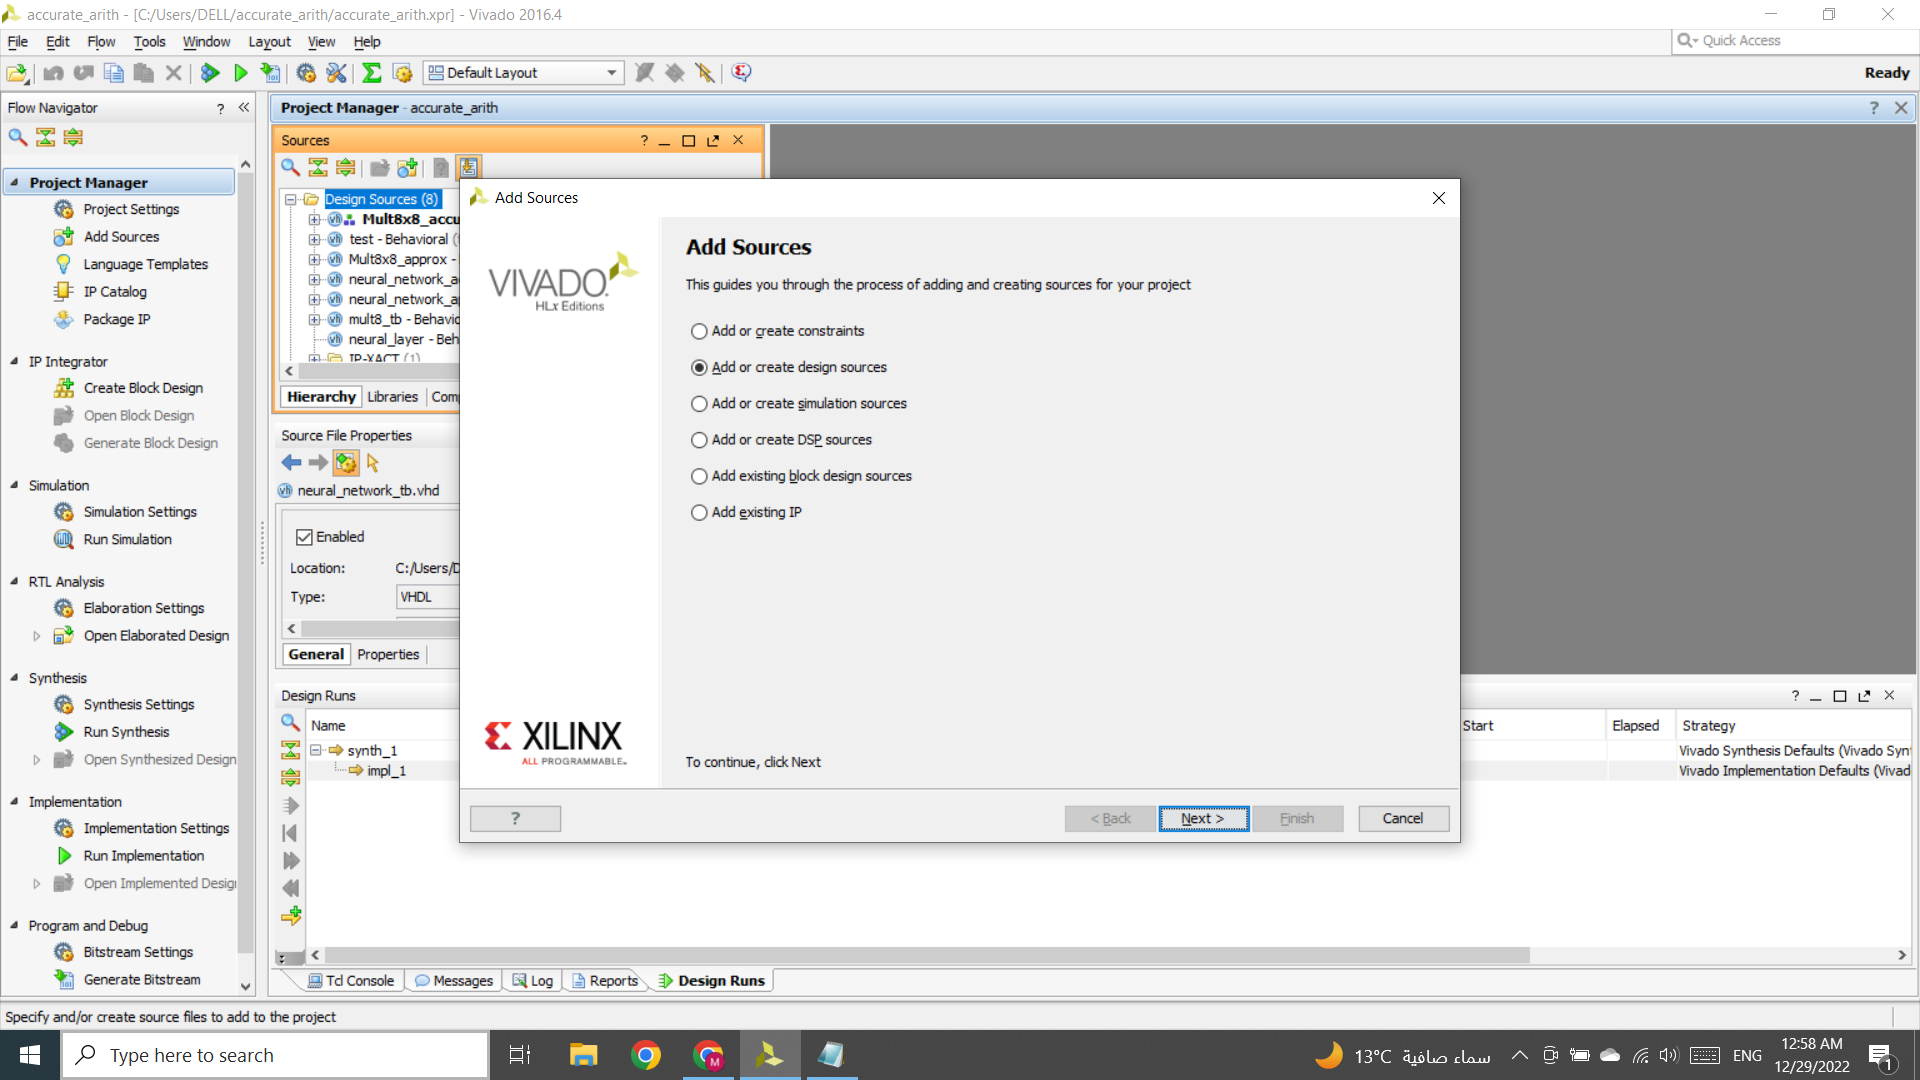 accurate_arith - [C:/Users/DELL/accurate_arith/accurate_arith.xpr] - Vivado 2016.4
File Edit Flow Tools Window Layout View Help
Quick Access
Default Layout
Ready
Flow Navigator ? «
Project Manager - accurate_arith ?
Sources ?
Project Manager
Project Settings
Add Sources
Language Templates
IP Catalog
Package IP
IP Integrator
Create Block Design
Open Block Design
Generate Block Design
Simulation
Simulation Settings
Run Simulation
RTL Analysis
Elaboration Settings
Open Elaborated Design
Synthesis
Synthesis Settings
Run Synthesis
Open Synthesized Design
Implementation
Implementation Settings
Run Implementation
Open Implemented Desig
Program and Debug
Bitstream Settings
Generate Bitstream
Design Sources (8)
Mult8x8_accu
test - Behavioral (
Mult8x8_approx -
neural_network_a
neural_network_a
mult8_tb - Behavio
neural_layer - Beh
IP-XACT (1)
Hierarchy Libraries Com
Source File Properties
neural_network_tb.vhd
Enabled
Location: C:/Users/D
Type: VHDL
General Properties
Add Sources
VIVADO.
HLx Editions
Add Sources
This guides you through the process of adding and creating sources for your project
Add or create constraints
Add or create design sources
Add or create simulation sources
Add or create DSP sources
Add existing block design sources
Add existing IP
XILINX
ALL PROGRAMMABLE™
To continue, click Next
? < Back Next > Finish Cancel
Design Runs ?
Name Start Elapsed Strategy
synth_1 Vivado Synthesis Defaults (Vivado Syn
impl_1 Vivado Implementation Defaults (Vivad
Tcl Console Messages Log Reports Design Runs
Specify and/or create source files to add to the project
Type here to search
13°C سماء صافية
ENG
12:58 AM
12/29/2022
1